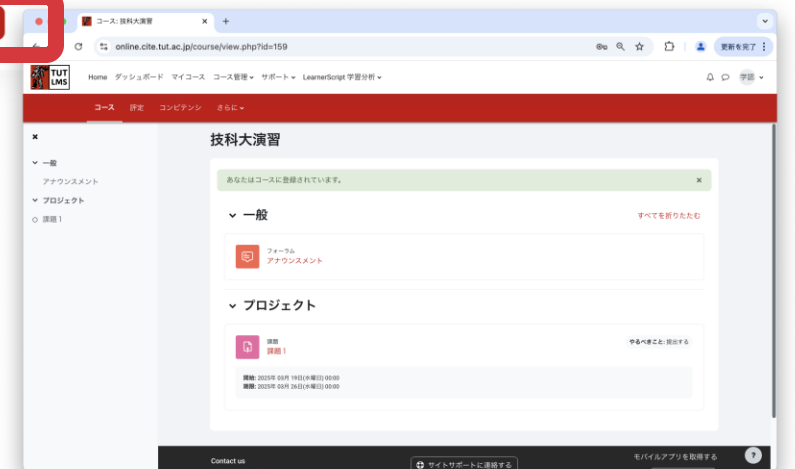 コース: 技科大演習
online.cite.tut.ac.jp/course/view.php?id=159
更新を完了
TUT
LMS
Home ダッシュボード マイコース コース管理 サポート LearnerScript 学習分析
学認
コース 評定 コンピテンシ さらに
一般
アナウンスメント
プロジェクト
課題 1
技科大演習
あなたはコースに登録されています。
一般
すべてを折りたたむ
フォーラム
アナウンスメント
プロジェクト
課題
課題 1
やるべきこと: 提出する
開始: 2025年 03月 19日(水曜日) 00:00
期限: 2025年 03月 26日(水曜日) 00:00
Contact us
サイトサポートに連絡する
モバイルアプリを取得する
?